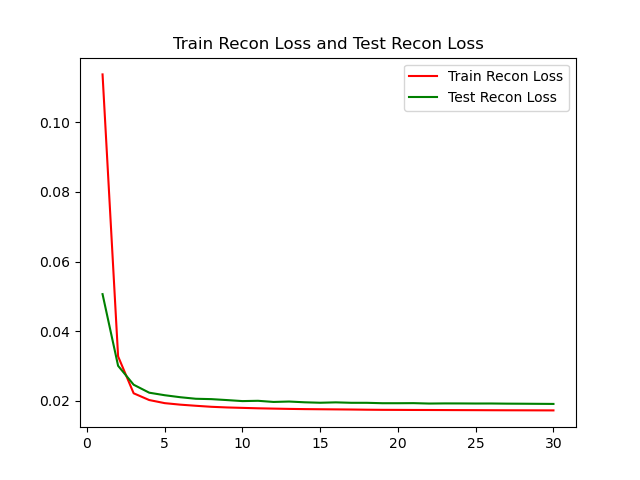 Train Recon Loss and Test Recon Loss
Train Recon Loss
Test Recon Loss
0.10
0.08
0.06
0.04
0.02
0 5 10 15 20 25 30